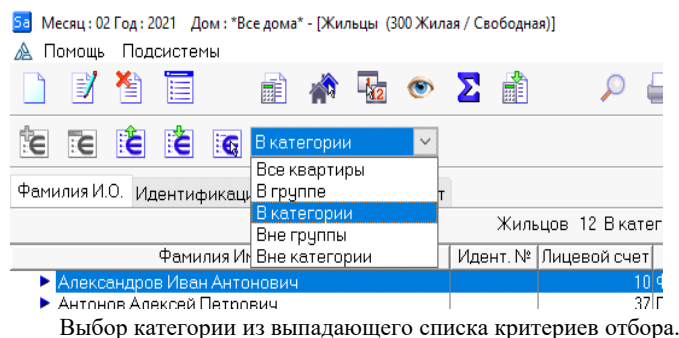 Sa Месяц : 02 Год : 2021 Дом : *Все дома* - [Жильцы (300 Жилая / Свободная)]
Помощь Подсистемы
В категории
Все квартиры
В группе
В категории
Вне группы
Вне категории
Фамилия И.О. Идентификац т
Жильцов 12 В катег
Фамилия И Идент. № Лицевой счет
Александров Иван Антонович 10
Антонов Алексей Петрович 37
Выбор категории из выпадающего списка критериев отбора.